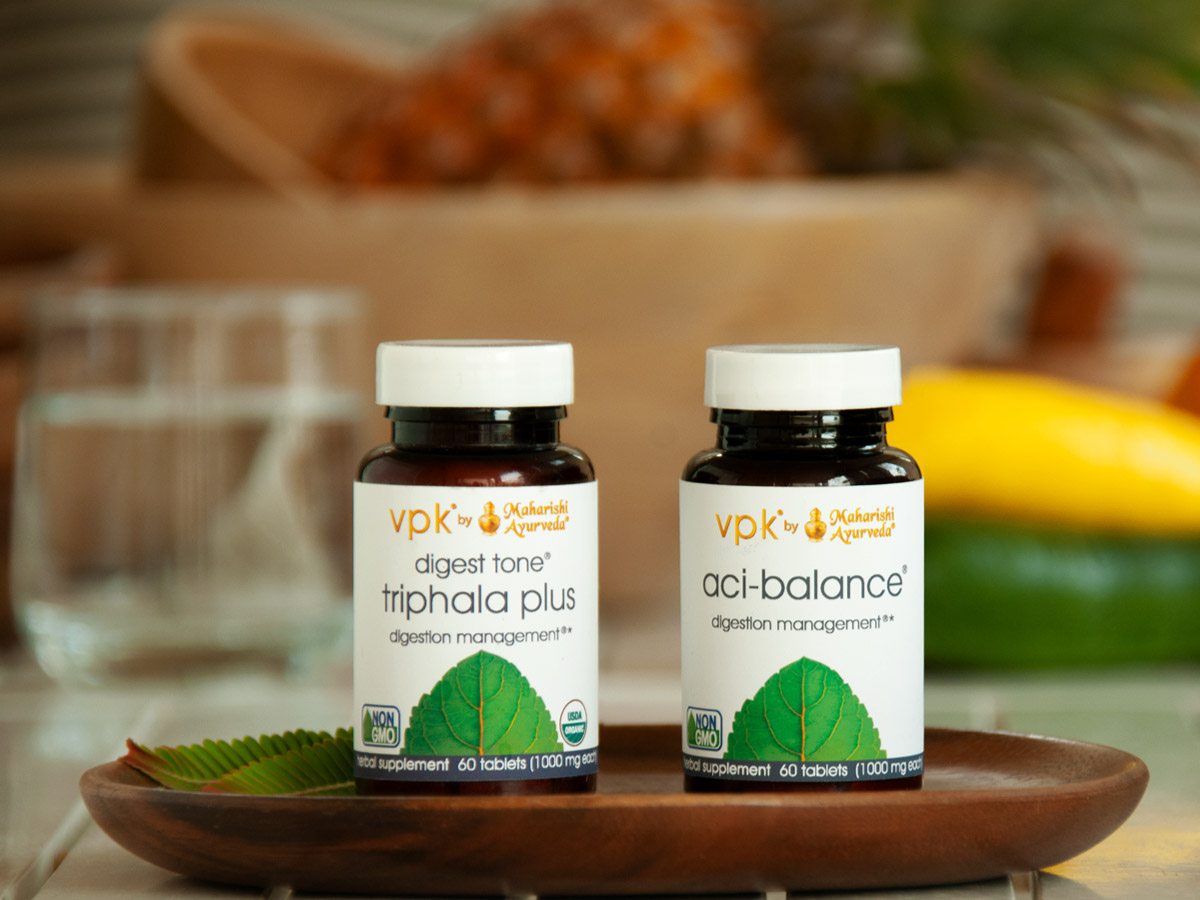 vpk® by Maharishi Ayurveda®
digest tone®
triphala plus
digestion management®*
NON GMO
USDA ORGANIC
herbal supplement 60 tablets (1000 mg each)
vpk® by Maharishi Ayurveda®
aci-balance®
digestion management®*
NON GMO
herbal supplement 60 tablets (1000 mg each)